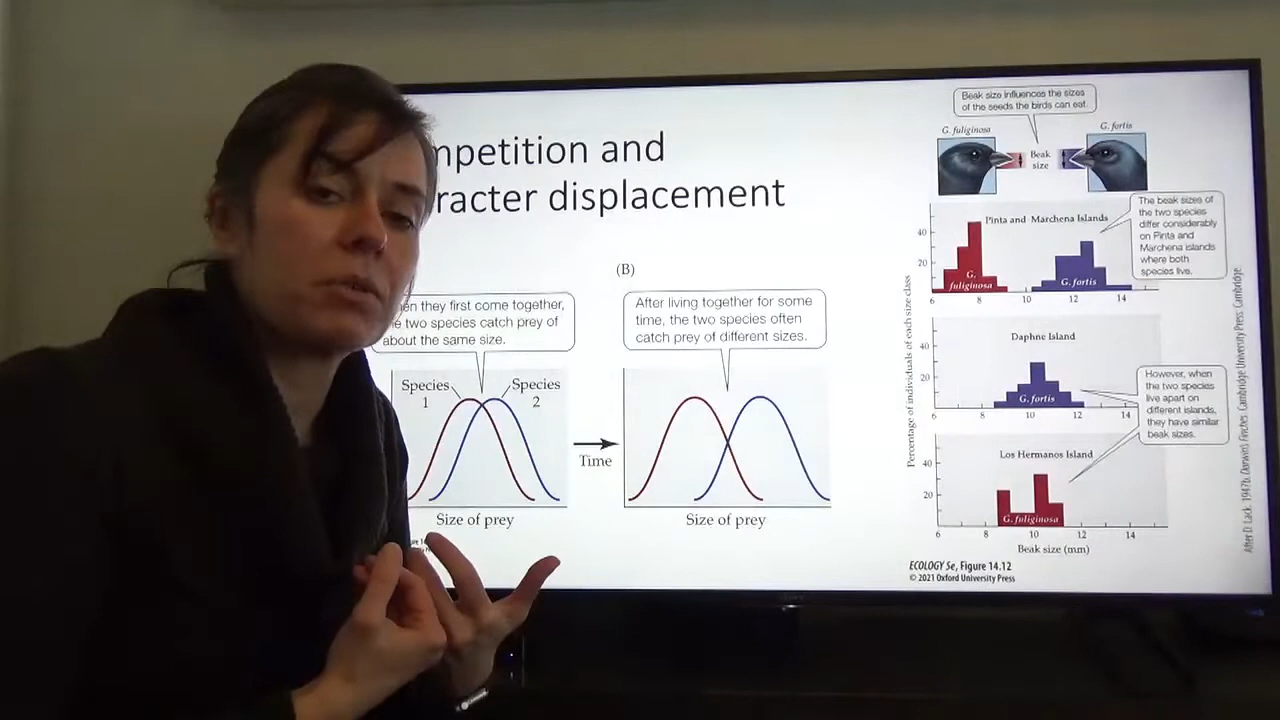 mpetition and
racter displacement
en they first come together,
e two species catch prey of
about the same size.
Species
1
Species
2
Size of prey
Time
(B)
After living together for some
time, the two species often
catch prey of different sizes.
Size of prey
Beak size influences the sizes
of the seeds the birds can eat.
G. fuliginosa
G. fortis
Beak
size
Percentage of individuals of each size class
Pinta and Marchena Islands
40
20
G.
fuliginosa
G. fortis
6 8 10 12 14
The beak sizes of
the two species
differ considerably
on Pinta and
Marchena islands
where both
species live.
Daphne Island
40
20
G. fortis
6 8 10 12 14
However, when
the two species
live apart on
different islands,
they have similar
beak sizes.
Los Hermanos Island
40
20
G. fuliginosa
6 8 10 12 14
Beak size (mm)
ECOLOGY 5e, Figure 14.12
© 2021 Oxford University Press
After D. Lack. 1947b. Darwin's Finches. Cambridge University Press: Cambridge.